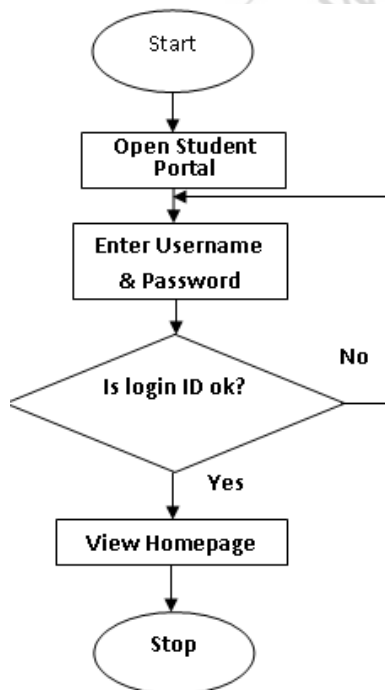 Start
Open Student
Portal
Enter Username
& Password
Is login ID ok?
No
Yes
View Homepage
Stop